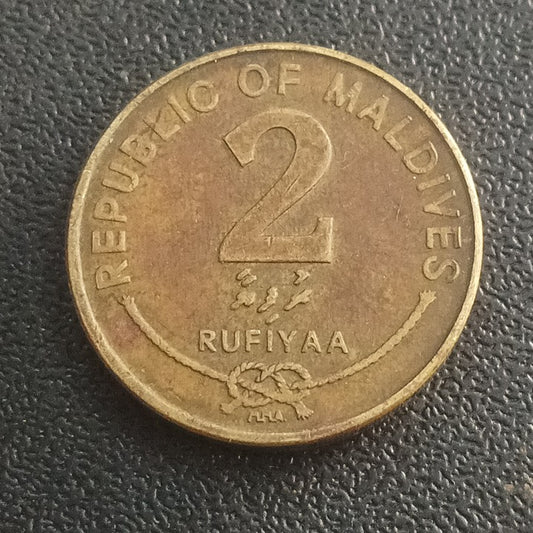 REPUBLIC OF MALDIVES
2
ރުފިޔާ
RUFIYAA